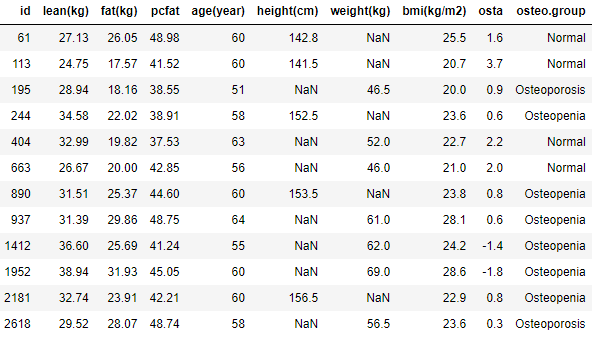 id lean(kg) fat(kg) pcfat age(year) height(cm) weight(kg) bmi(kg/m2) osta osteo.group
61 27.13 26.05 48.98 60 142.8 NaN 25.5 1.6 Normal
113 24.75 17.57 41.52 60 141.5 NaN 20.7 3.7 Normal
195 28.94 18.16 38.55 51 NaN 46.5 20.0 0.9 Osteoporosis
244 34.58 22.02 38.91 58 152.5 NaN 23.6 0.6 Osteopenia
404 32.99 19.82 37.53 63 NaN 52.0 22.7 2.2 Normal
663 26.67 20.00 42.85 56 NaN 46.0 21.0 2.0 Normal
890 31.51 25.37 44.60 60 153.5 NaN 23.8 0.8 Osteopenia
937 31.39 29.86 48.75 64 NaN 61.0 28.1 0.6 Osteopenia
1412 36.60 25.69 41.24 55 NaN 62.0 24.2 -1.4 Osteopenia
1952 38.94 31.93 45.05 60 NaN 69.0 28.6 -1.8 Osteopenia
2181 32.74 23.91 42.21 60 156.5 NaN 22.9 0.8 Osteopenia
2618 29.52 28.07 48.74 58 NaN 56.5 23.6 0.3 Osteoporosis